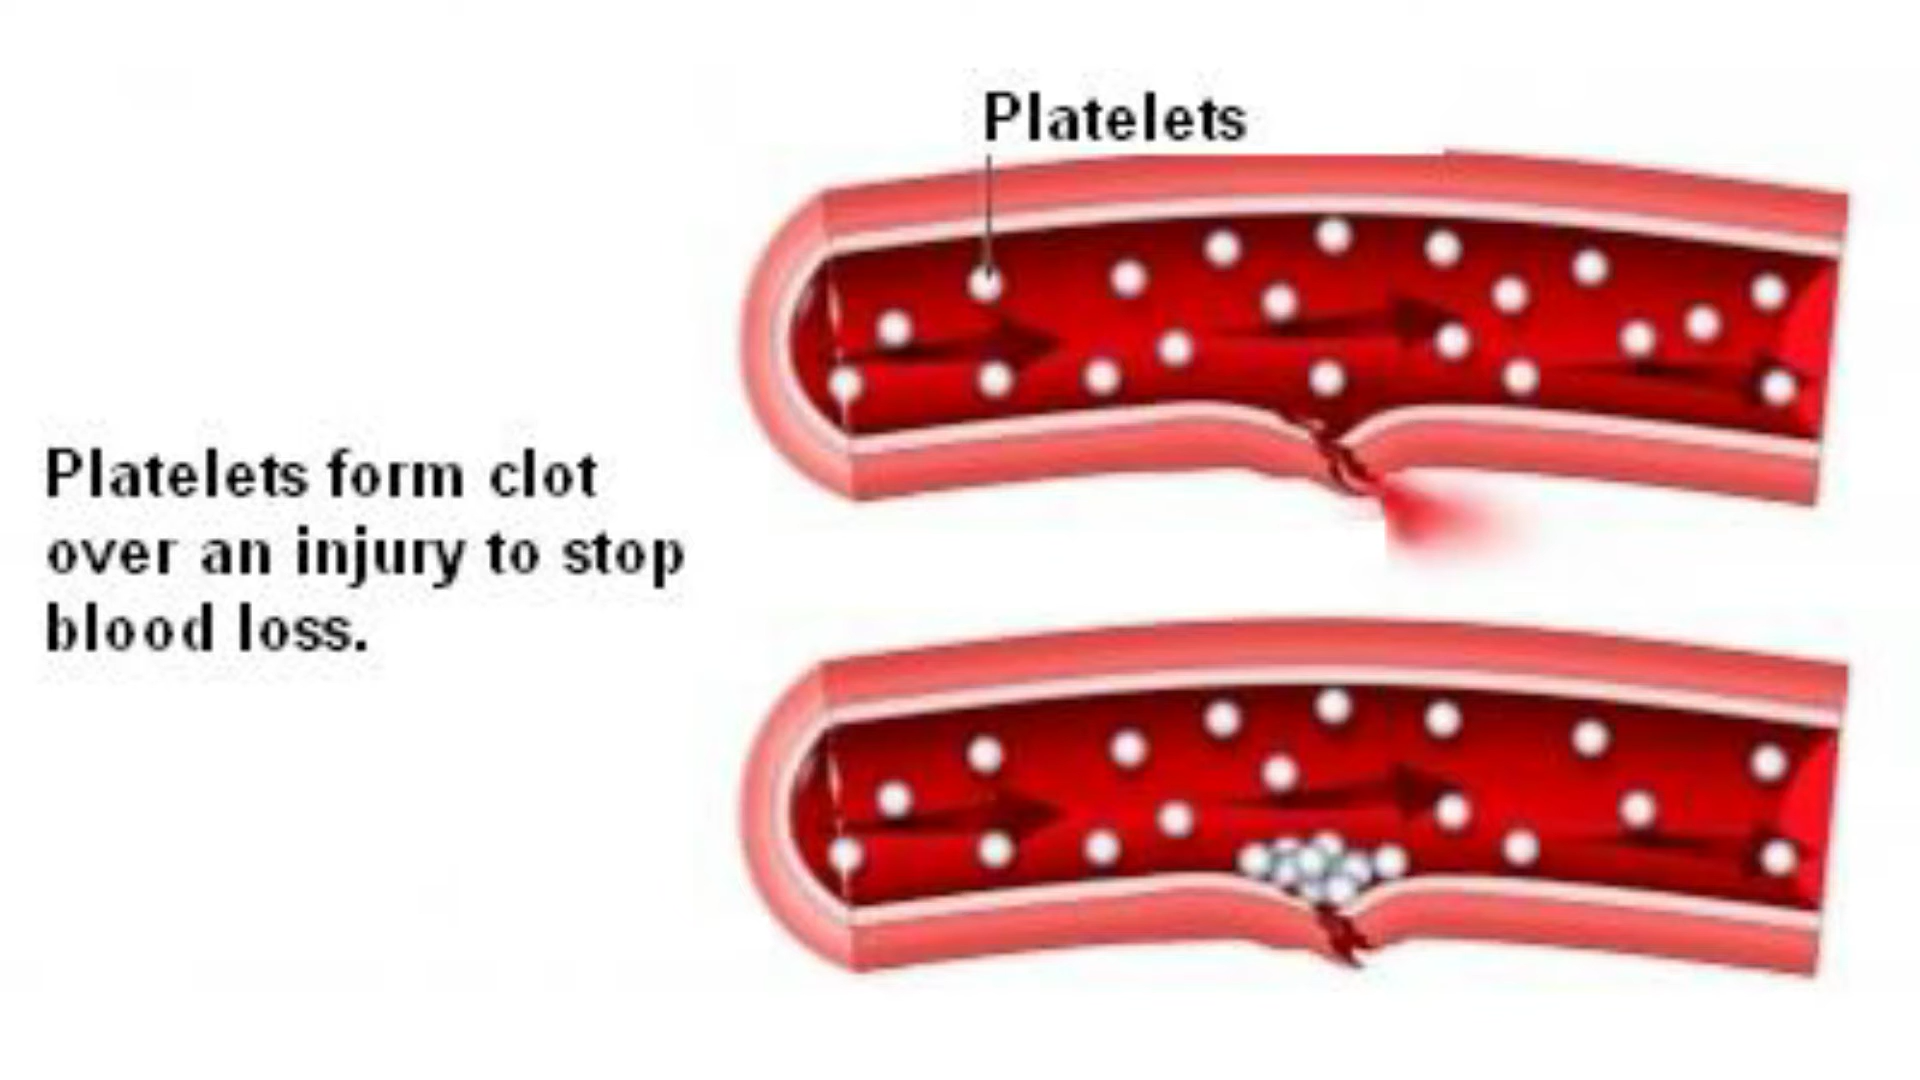 Platelets
Platelets form clot
over an injury to stop
blood loss.